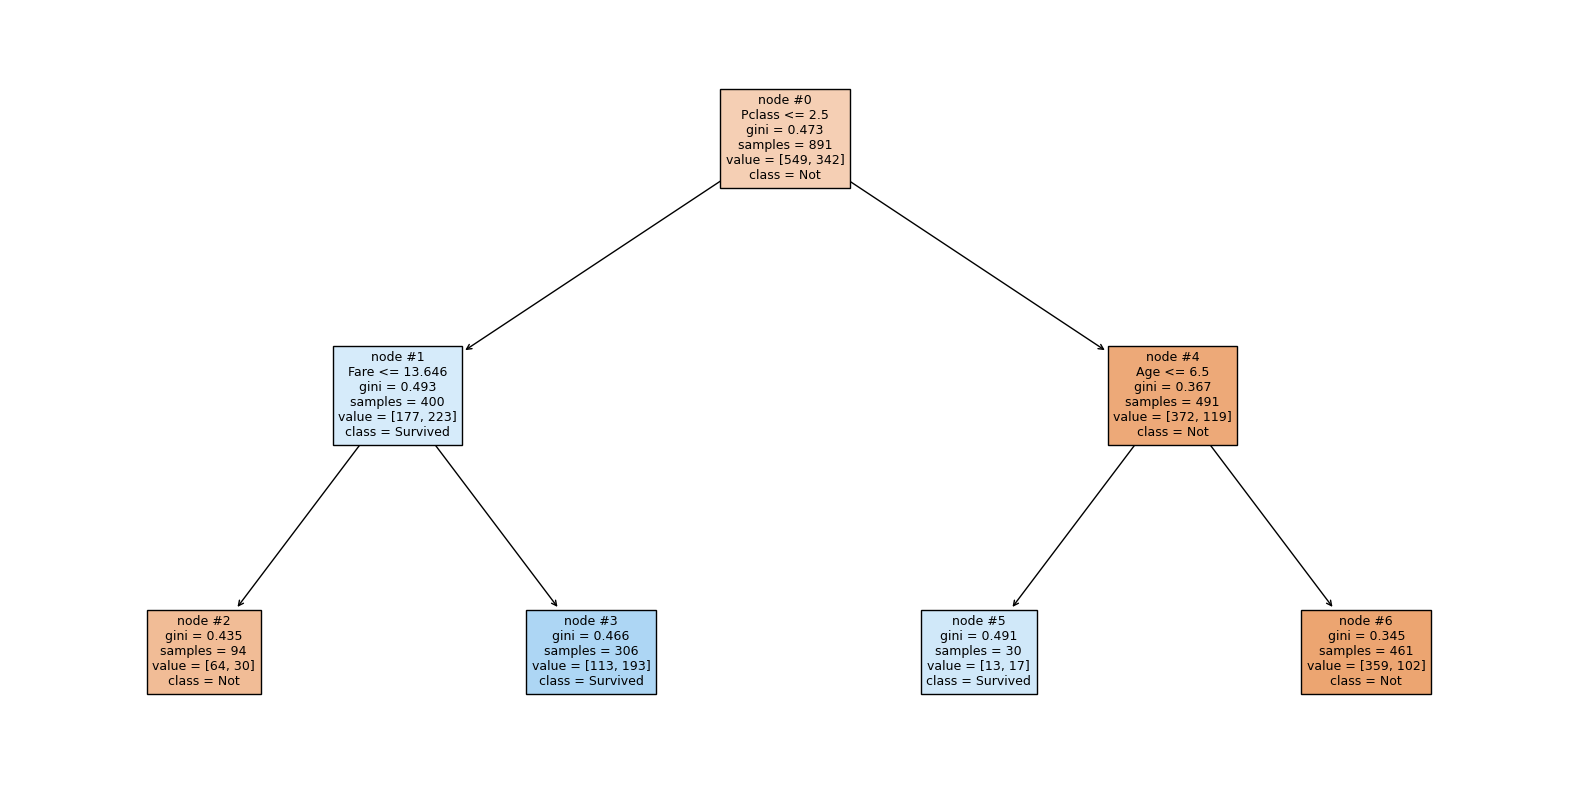 node #0
Pclass <= 2.5
gini = 0.473
samples = 891
value = [549, 342]
class = Not
node #1
Fare <= 13.646
gini = 0.493
samples = 400
value = [177, 223]
class = Survived
node #4
Age <= 6.5
gini = 0.367
samples = 491
value = [372, 119]
class = Not
node #2
gini = 0.435
samples = 94
value = [64, 30]
class = Not
node #3
gini = 0.466
samples = 306
value = [113, 193]
class = Survived
node #5
gini = 0.491
samples = 30
value = [13, 17]
class = Survived
node #6
gini = 0.345
samples = 461
value = [359, 102]
class = Not